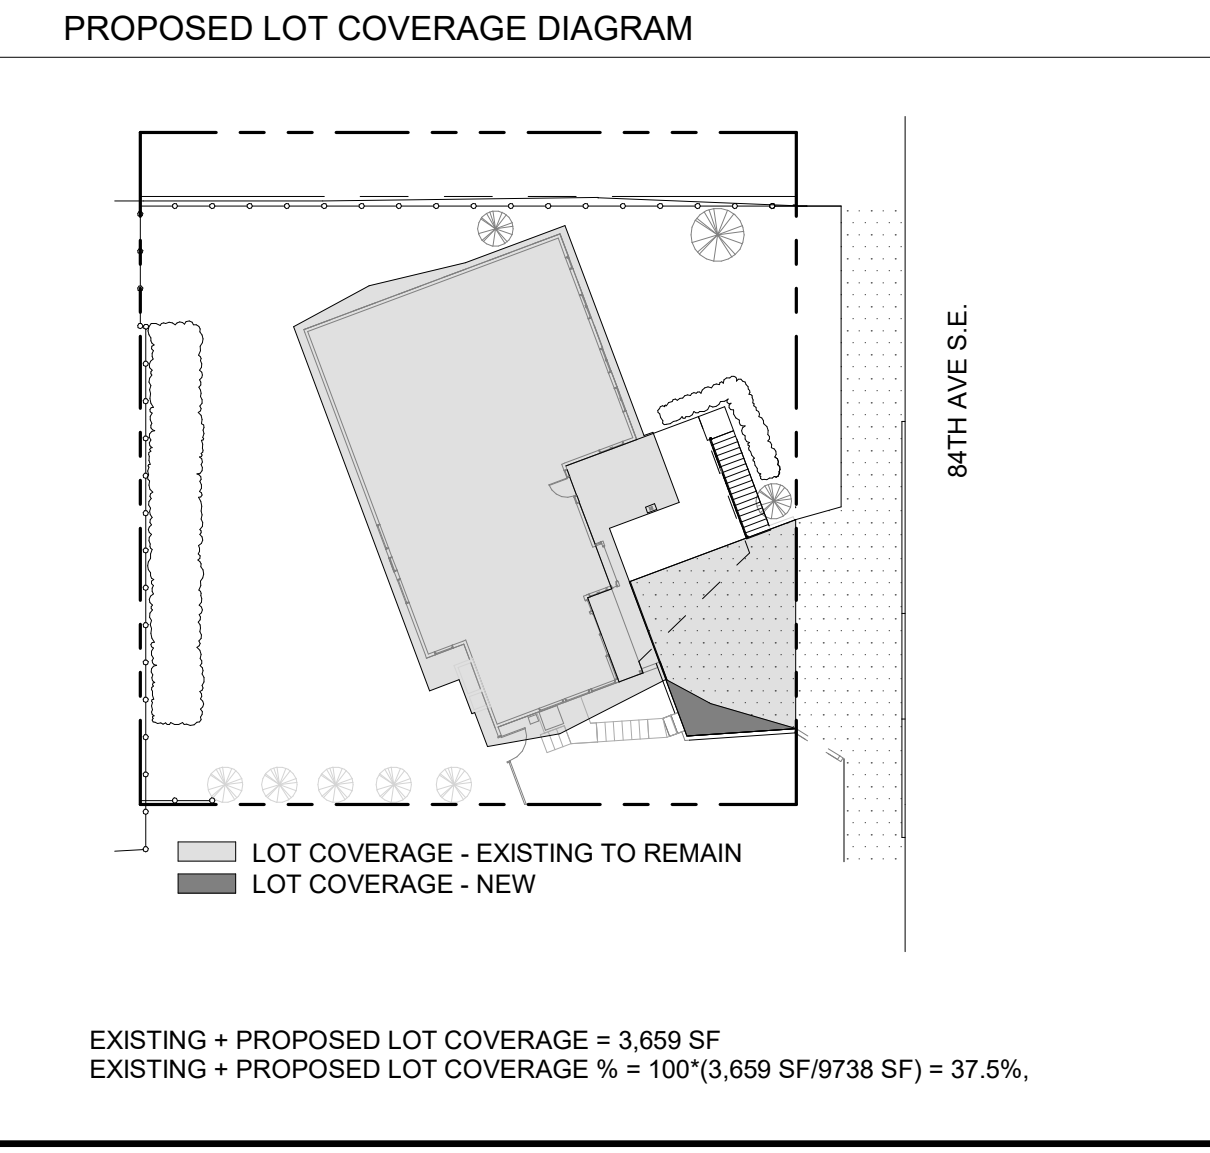 PROPOSED LOT COVERAGE DIAGRAM
84TH AVE S.E.
LOT COVERAGE - EXISTING TO REMAIN
LOT COVERAGE - NEW
EXISTING + PROPOSED LOT COVERAGE = 3,659 SF
EXISTING + PROPOSED LOT COVERAGE % = 100*(3,659 SF/9738 SF) = 37.5%,